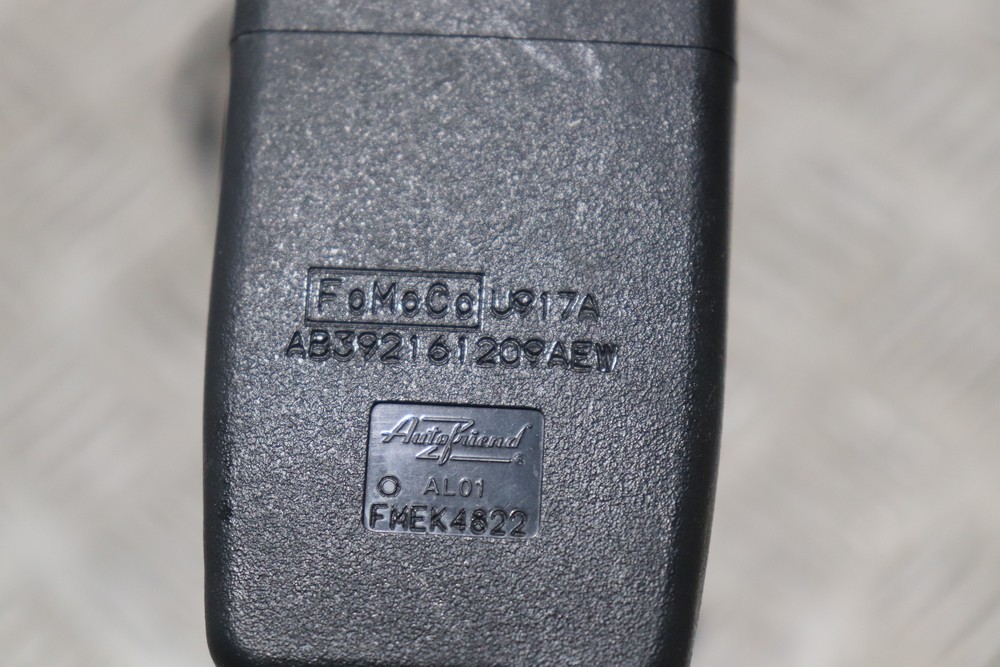 FoMoCo U917A
AB392161209AEW
AutoFriend
AL01
FMEK4822